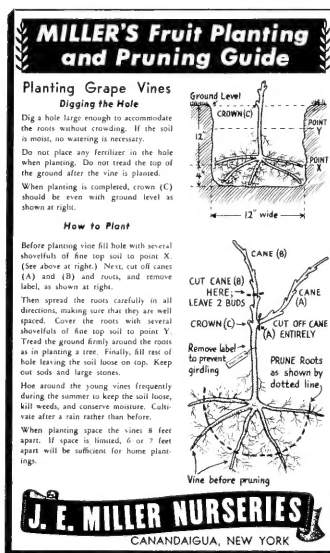 MILLER'S Fruit Planting
and Pruning Guide
Planting Grape Vines
Digging the Hole
Dig a hole large enough to accommodate
the roots without crowding. If the soil
is moist, no watering is necessary.
Do not place any fertilizer in the hole
when planting. Do not tread the top of
the ground after the vine is planted.
When planting is completed, crown (C)
should be even with ground level as
shown at right.
Ground Level
CROWN(C)
POINT
Y
POINT
X
12"
4"
12" wide
How to Plant
Before planting vine fill hole with several
shovelfuls of fine top soil to point X.
(See above at right.) Next, cut off canes
(A) and (B) and roots, and remove
label, as shown at right.
Then spread the roots carefully in all
directions, making sure that they are well
spaced. Cover the roots with several
shovelfuls of fine top soil to point Y.
Tread the ground firmly around the roots
as in planting a tree. Finally, fill rest of
hole leaving the soil loose on top. Keep
out sods and large stones.
Hoe around the young vines frequently
during the summer to keep the soil loose,
kill weeds, and conserve moisture. Culti-
vate after a rain rather than before.
When planting space the vines 8 feet
apart. If space is limited, 6 or 7 feet
apart will be sufficient for home plant-
ings.
CANE (B)
CUT CANE (B)
HERE;
LEAVE 2 BUDS
CANE
(A)
CROWN(C)
CUT OFF CANE
(A) ENTIRELY
Remove label
to prevent
girdling
PRUNE Roots
as shown by
dotted line
Vine before pruning
J. E. MILLER NURSERIES
CANANDAIGUA, NEW YORK